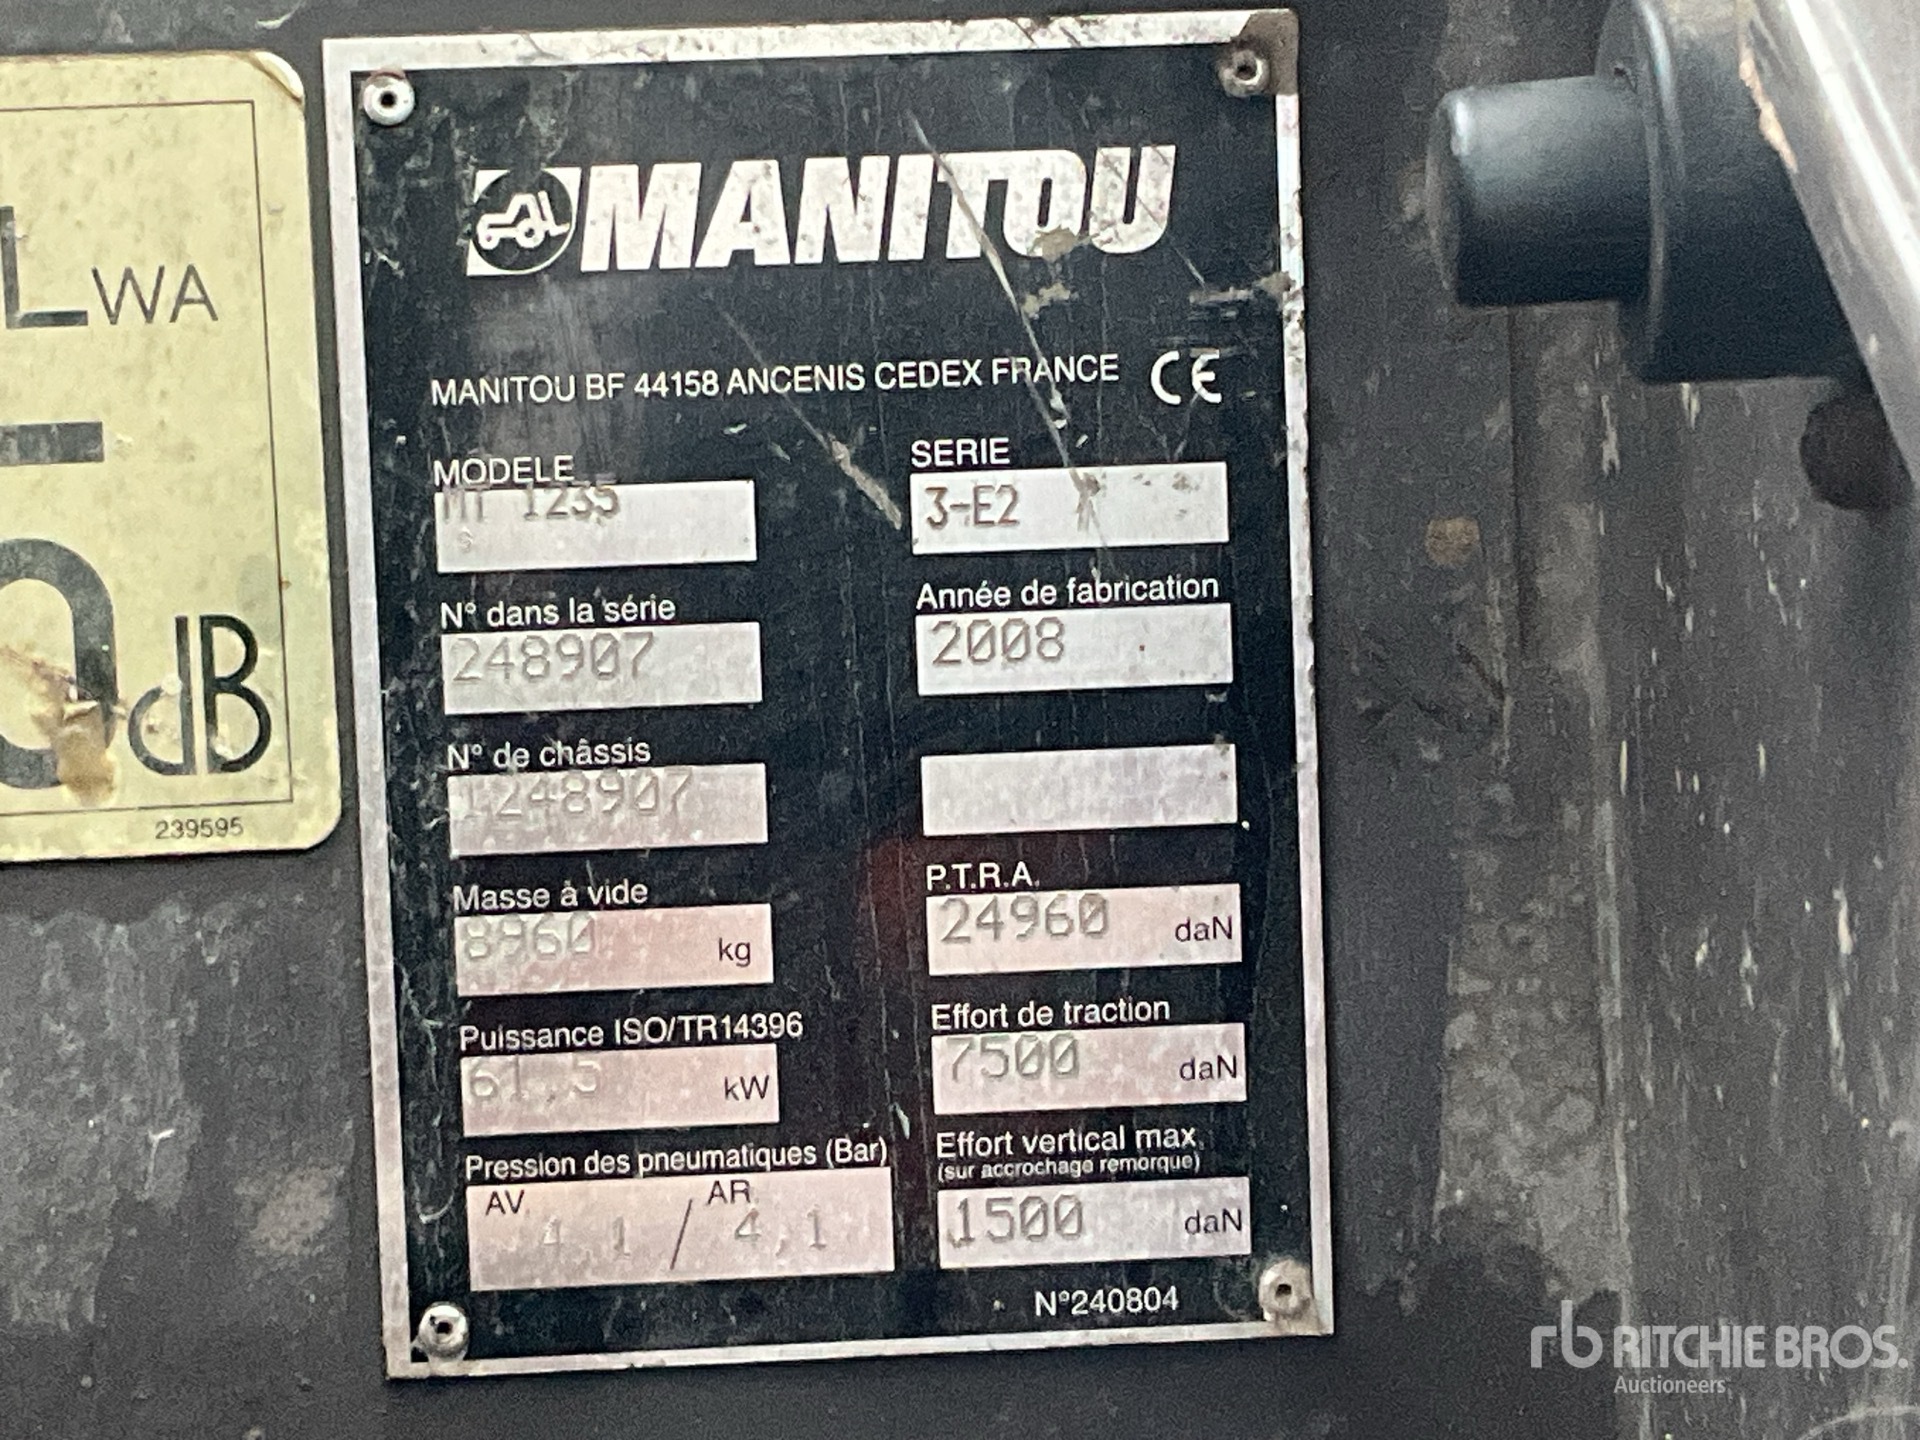 LWA
dB
239595
MANITOU
MANITOU BF 44158 ANCENIS CEDEX FRANCE CE
MODELE
MT 1235
S
SERIE
3-E2
N° dans la série
248907
Année de fabrication
2008
N° de châssis
1248907
Masse à vide
8960 kg
P.T.R.A.
24960 daN
Puissance ISO/TR14396
61,5 kW
Effort de traction
7500 daN
Pression des pneumatiques (Bar)
AV 4,1 / AR 4,1
Effort vertical max
(sur accrochage remorque)
1500 daN
N°240804
rb RITCHIE BROS.
Auctioneers